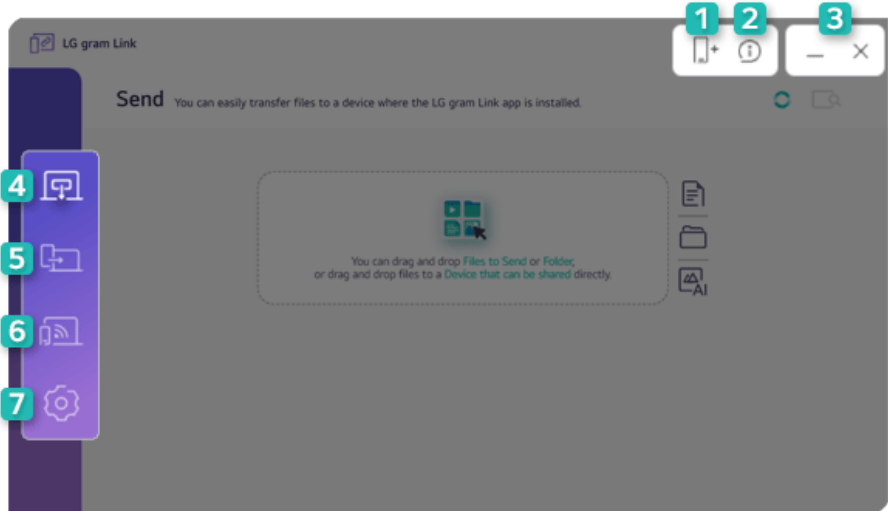 1 2 3
LG gram Link
Send You can easily transfer files to a device where the LG gram Link app is installed.
4
5
6
7
You can drag and drop Files to Send or Folder,
or drag and drop files to a Device that can be shared directly.
AI